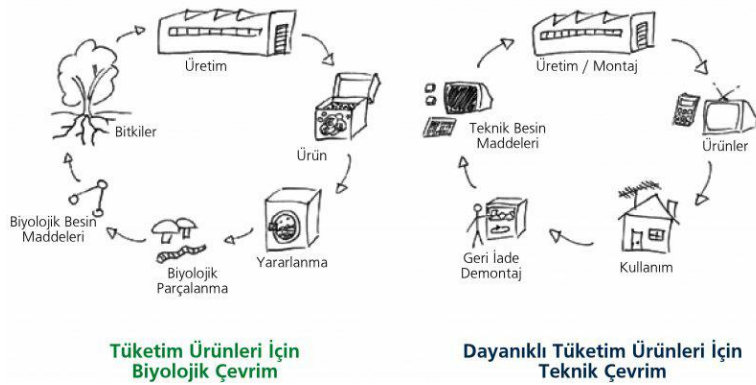 Üretim
Bitkiler
Ürün
Biyolojik Besin
Maddeleri
Biyolojik
Parçalanma
Yararlanma
Tüketim Ürünleri İçin
Biyolojik Çevrim
Üretim / Montaj
Teknik Besin
Maddeleri
Ürünler
Geri İade
Demontaj
Kullanım
Dayanıklı Tüketim Ürünleri İçin
Teknik Çevrim